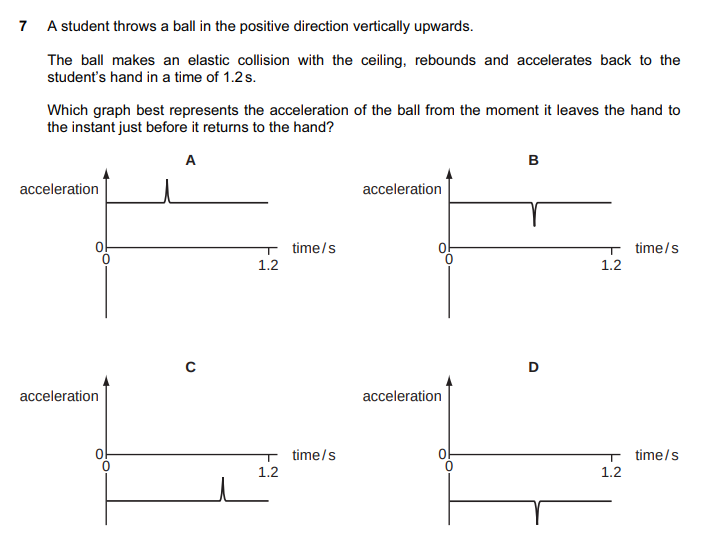 7 A student throws a ball in the positive direction vertically upwards.
The ball makes an elastic collision with the ceiling, rebounds and accelerates back to the
student's hand in a time of 1.2 s.
Which graph best represents the acceleration of the ball from the moment it leaves the hand to
the instant just before it returns to the hand?
A
acceleration
0
0
1.2
time / s
B
acceleration
0
0
1.2
time / s
C
acceleration
0
0
1.2
time / s
D
acceleration
0
0
1.2
time / s